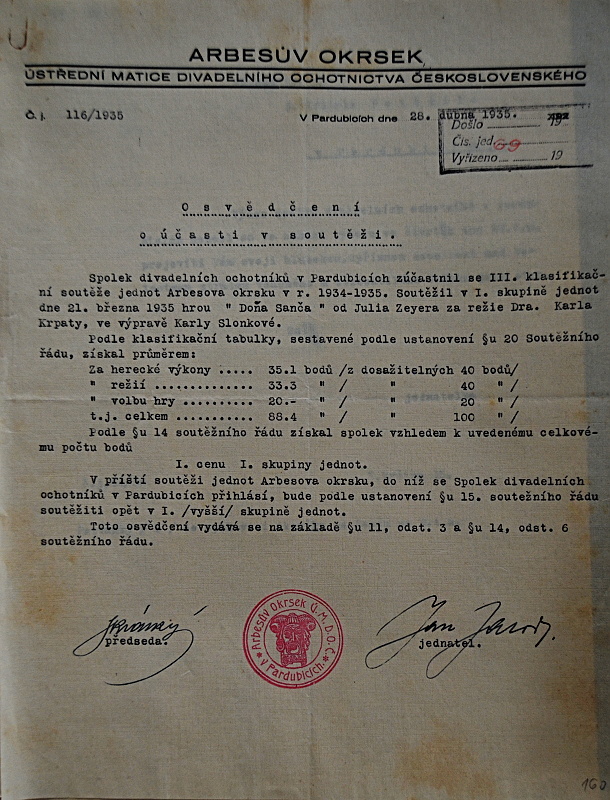 ARBESŮV OKRSEK
ÚSTŘEDNÍ MATICE DIVADELNÍHO OCHOTNICTVA ČESKOSLOVENSKÉHO
Č. j. 116/1935
V Pardubicích dne 28. dubna 1935.
Došlo 19
Čís. jed. 69
Vyřízeno 19
Osvědčení
o účasti v soutěži.
Spolek divadelních ochotníků v Pardubicích zúčastnil se III. klasifikač-
ní soutěže jednot Arbesova okrsku v r. 1934-1935. Soutěžil v I. skupině jednot
dne 21. března 1935 hrou " Doňa Sanča" od Julia Zeyera za režie Dra. Karla
Krpaty, ve výpravě Karly Slonkové.
Podle klasifikační tabulky, sestavené podle ustanovení §u 20 Soutěžního
řádu, získal průměrem:
Za herecké výkony ..... 35.1 bodů /z dosažitelných 40 bodů/
" režií .............. 33.3 " / " 40 " /
" volbu hry .......... 20.- " / " 20 " /
t.j. celkem .......... 88.4 " / " 100 " /
Podle §u 14 soutěžního řádu získal spolek vzhledem k uvedenému celkové-
mu počtu bodů
I. cenu I. skupiny jednot.
V příští soutěži jednot Arbesova okrsku, do níž se Spolek divadelních
ochotníků v Pardubicích přihlásí, bude podle ustanovení §u 15. soutežního řádu
soutěžiti opět v I. /vyšší/ skupině jednot.
Toto osvědčení vydává se na základě §u 11, odst. 3 a §u 14, odst. 6
soutěžního řádu.
předseda.
Arbesův Okrsek Ú.M.D.O.Č.
v Pardubicích.
Jan
jednatel.
160